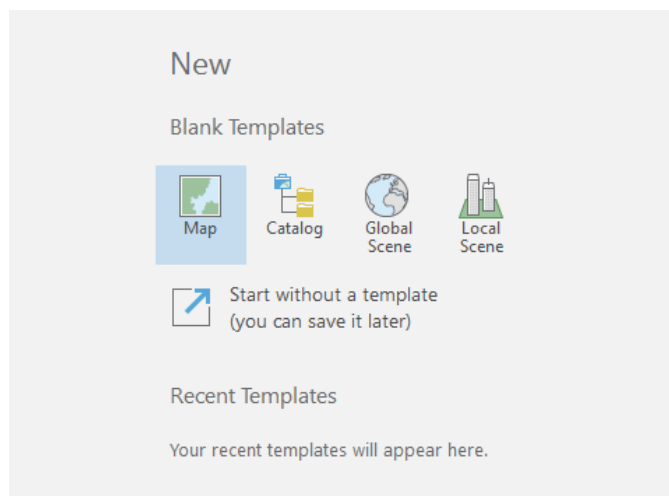 New
Blank Templates
Map
Catalog
Global
Scene
Local
Scene
Start without a template
(you can save it later)
Recent Templates
Your recent templates will appear here.